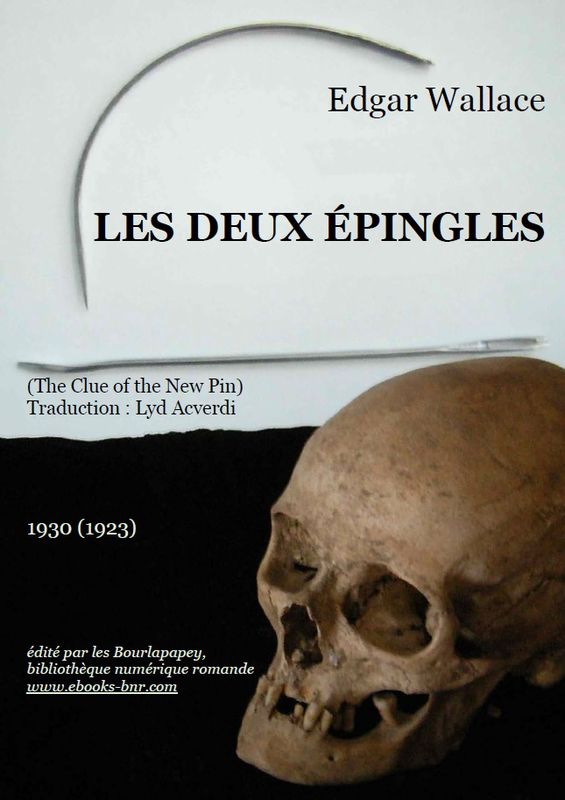 Edgar Wallace
LES DEUX ÉPINGLES
(The Clue of the New Pin)
Traduction : Lyd Acverdi
1930 (1923)
édité par les Bourlapapey,
bibliothèque numérique romande
www.ebooks-bnr.com